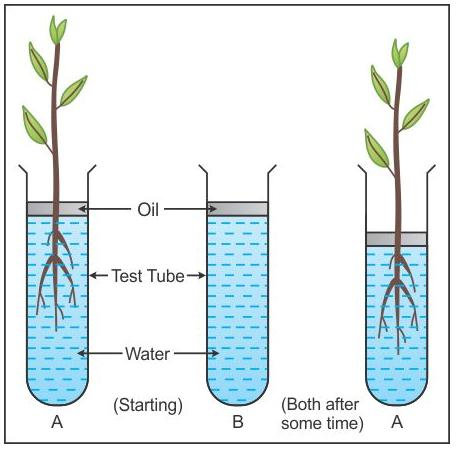 Oil
Test Tube
Water
(Starting)
(Both after
some time)
A
B
A